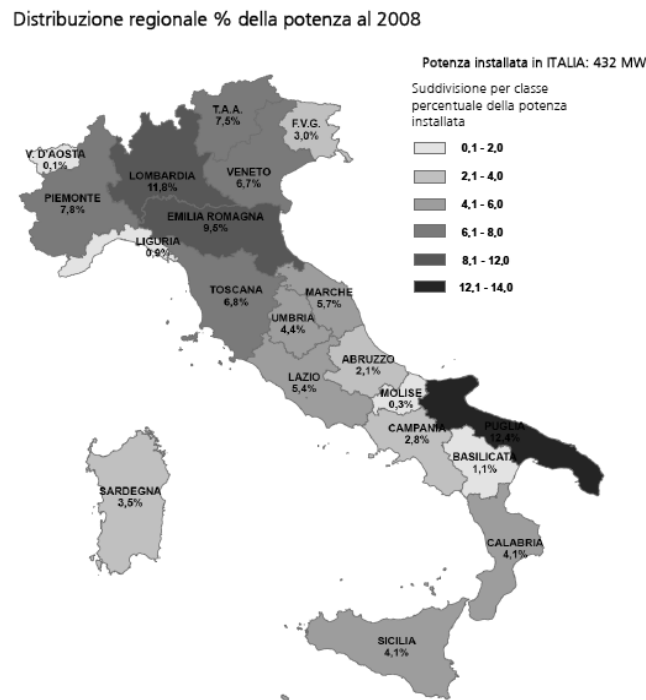 Distribuzione regionale % della potenza al 2008
Potenza installata in ITALIA: 432 MW
Suddivisione per classe
percentuale della potenza
installata
0,1 - 2,0
2,1 - 4,0
4,1 - 6,0
6,1 - 8,0
8,1 - 12,0
12,1 - 14,0
T.A.A.
7,5%
F.V.G.
3,0%
V. D'AOSTA
0,1%
LOMBARDIA
11,8%
VENETO
6,7%
PIEMONTE
7,8%
EMILIA ROMAGNA
9,5%
LIGURIA
0,9%
TOSCANA
6,8%
MARCHE
5,7%
UMBRIA
4,4%
ABRUZZO
2,1%
LAZIO
5,4%
MOLISE
0,3%
CAMPANIA
2,8%
PUGLIA
12,4%
BASILICATA
1,1%
SARDEGNA
3,5%
CALABRIA
4,1%
SICILIA
4,1%